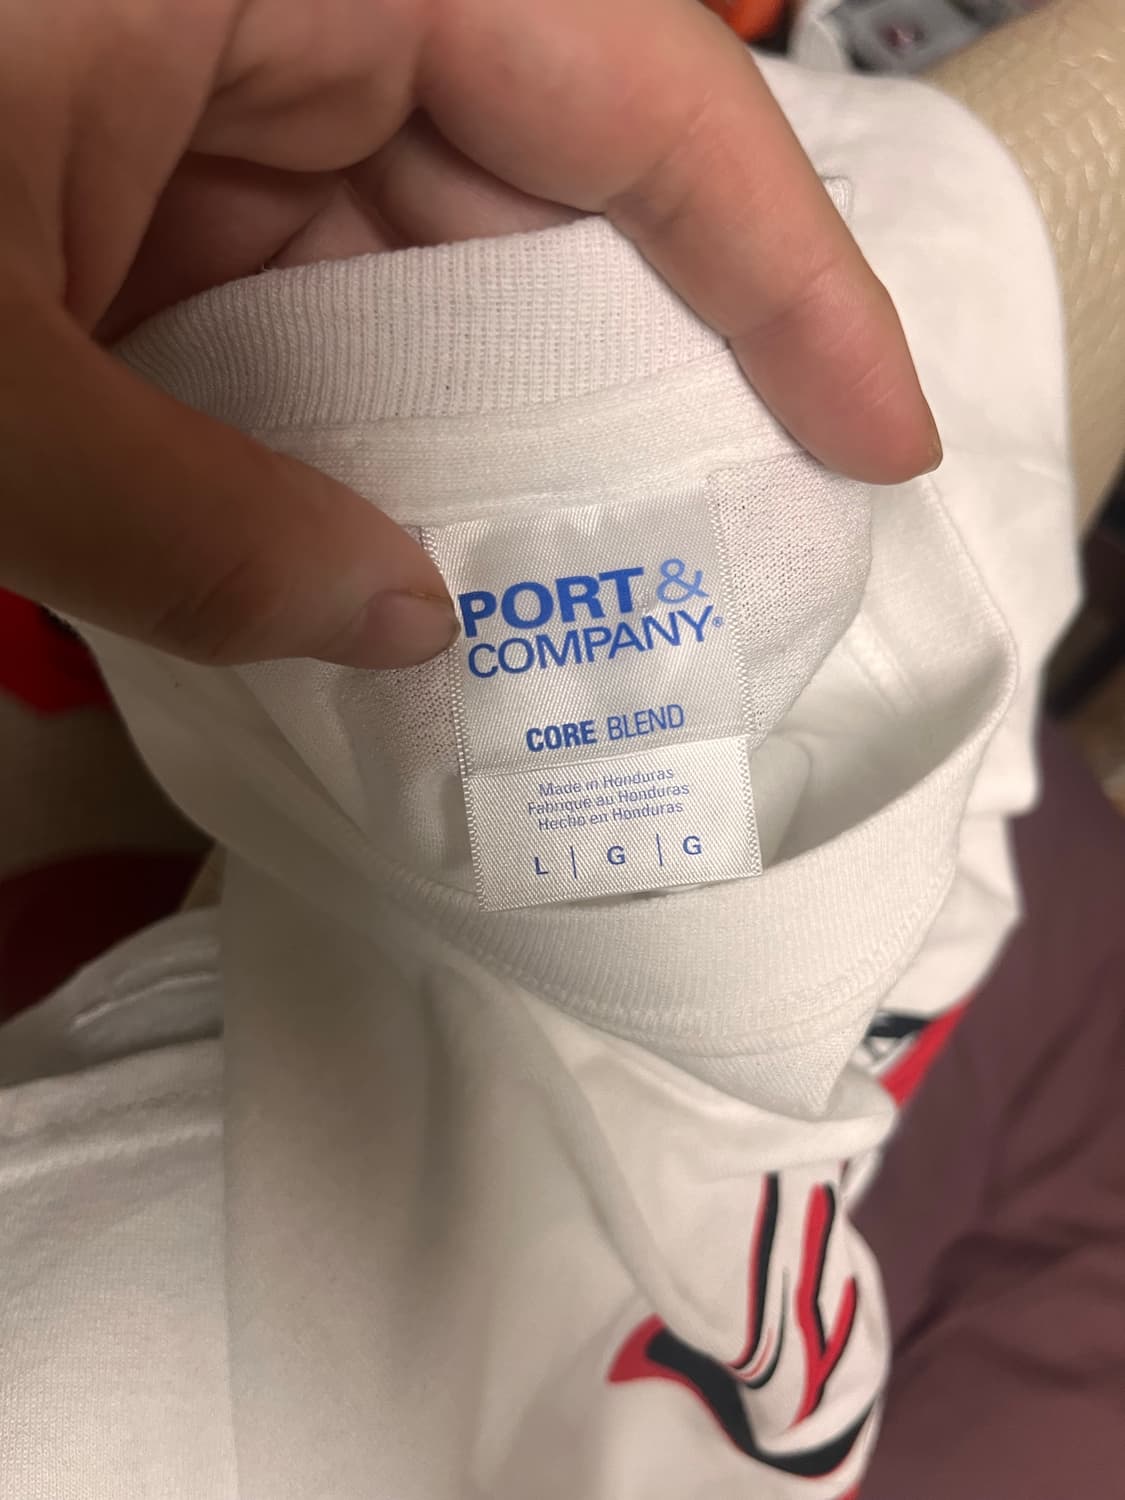 PORT &
COMPANY®
CORE BLEND
Made in Honduras
Fabriqué au Honduras
Hecho en Honduras
L | G | G